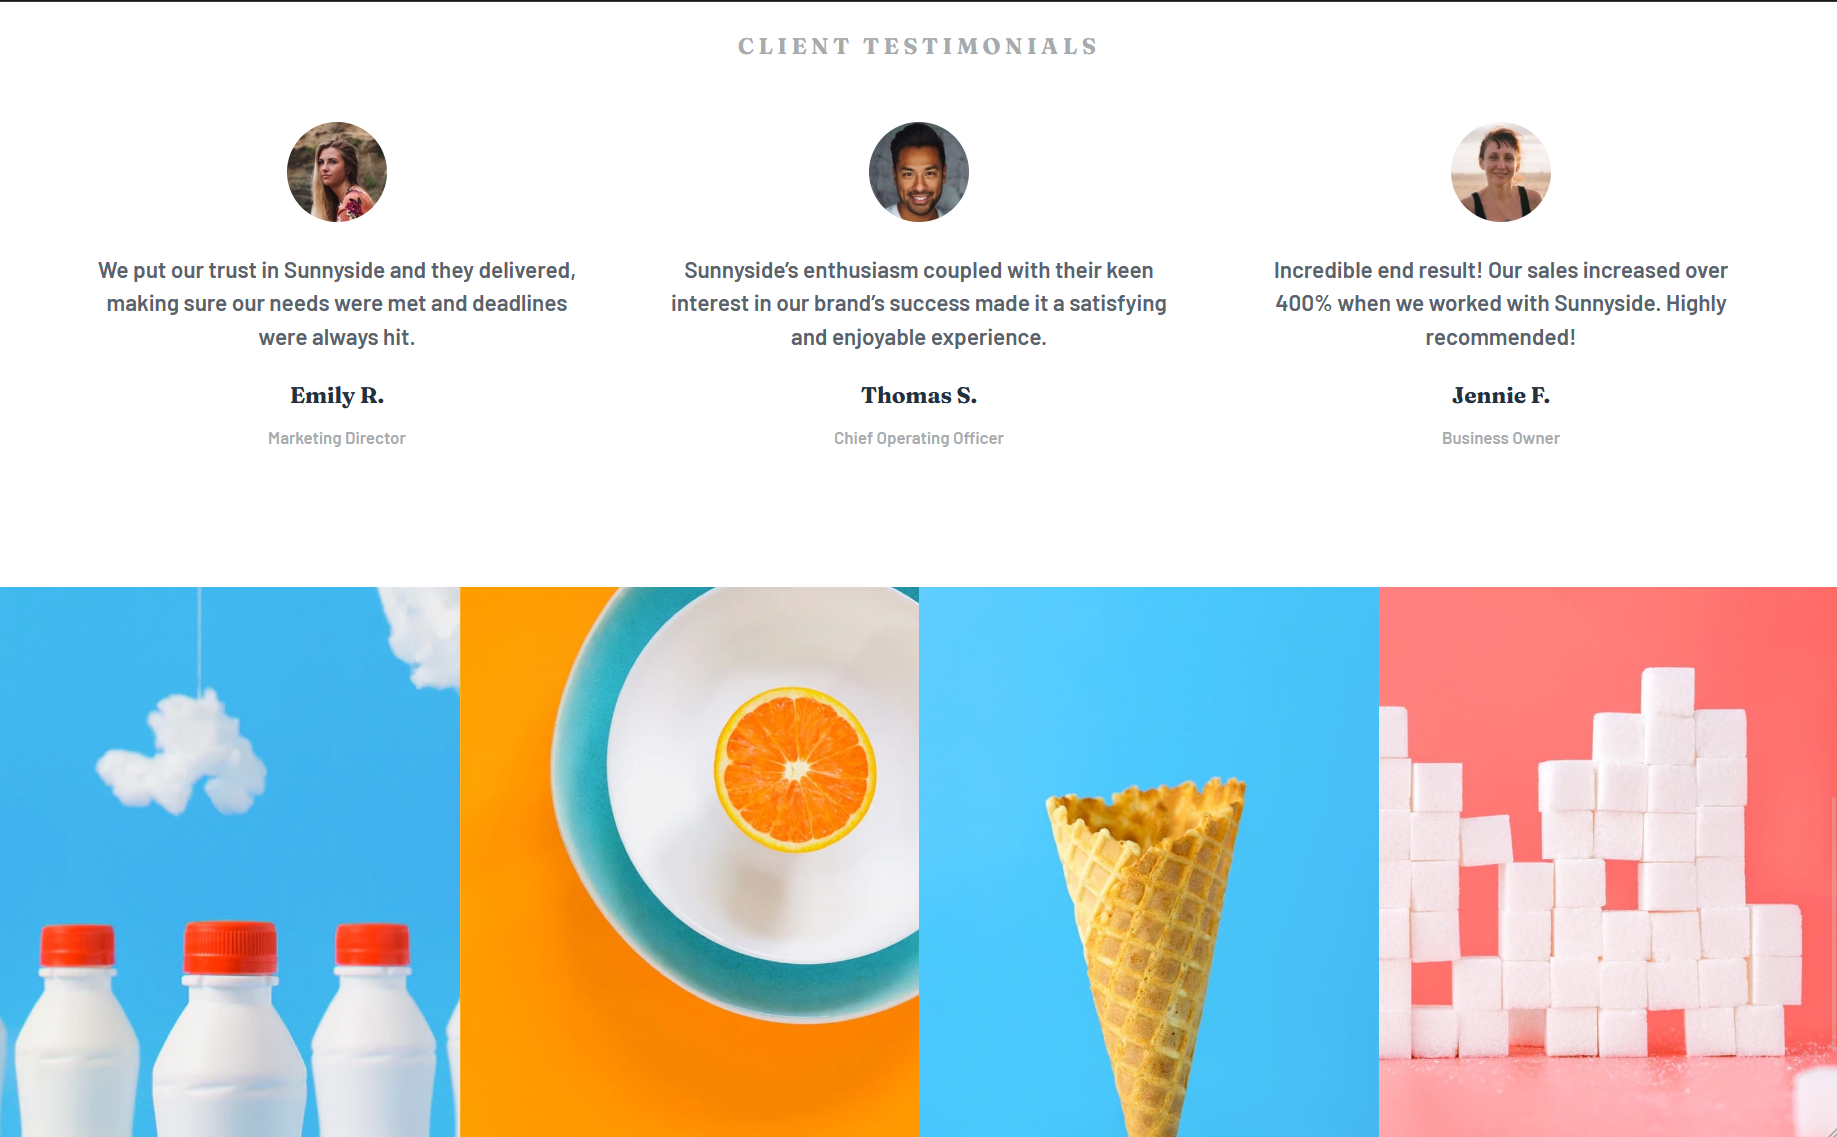 CLIENT TESTIMONIALS
We put our trust in Sunnyside and they delivered,
making sure our needs were met and deadlines
were always hit.
Emily R.
Marketing Director
Sunnyside’s enthusiasm coupled with their keen
interest in our brand’s success made it a satisfying
and enjoyable experience.
Thomas S.
Chief Operating Officer
Incredible end result! Our sales increased over
400% when we worked with Sunnyside. Highly
recommended!
Jennie F.
Business Owner